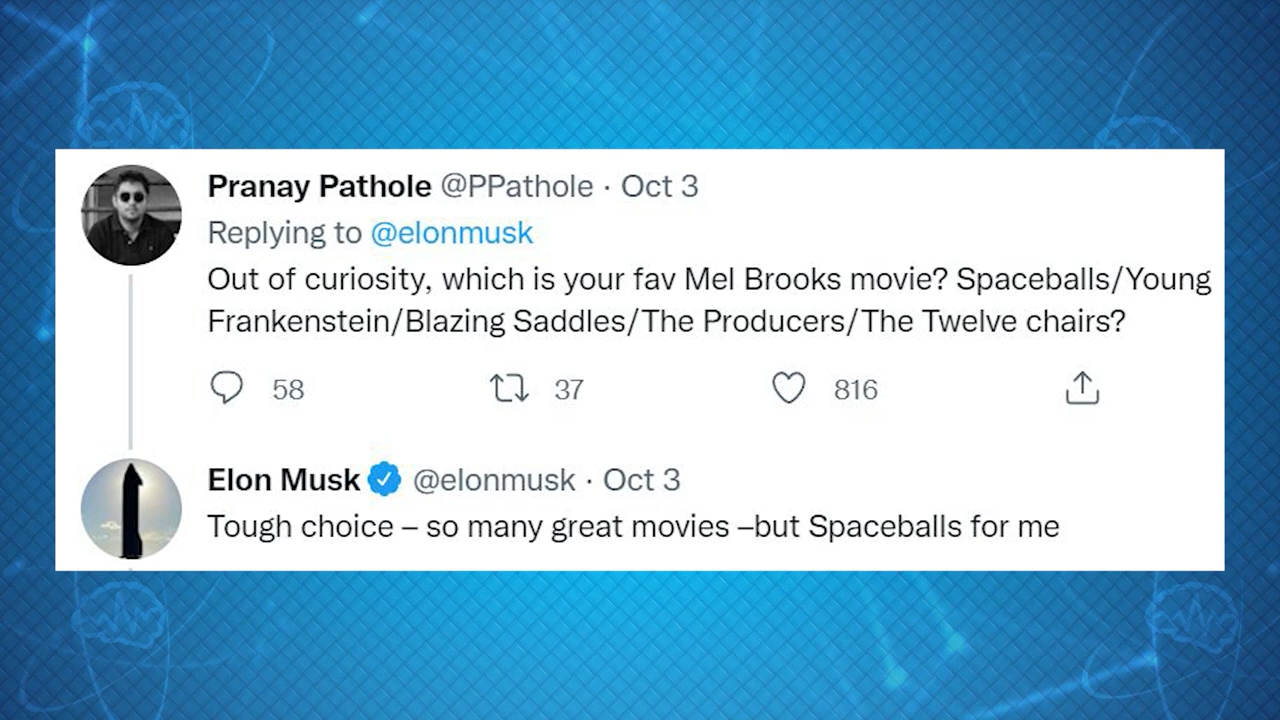 Pranay Pathole @PPathole · Oct 3
Replying to @elonmusk
Out of curiosity, which is your fav Mel Brooks movie? Spaceballs/Young
Frankenstein/Blazing Saddles/The Producers/The Twelve chairs?
58 37 816
Elon Musk @elonmusk · Oct 3
Tough choice – so many great movies –but Spaceballs for me